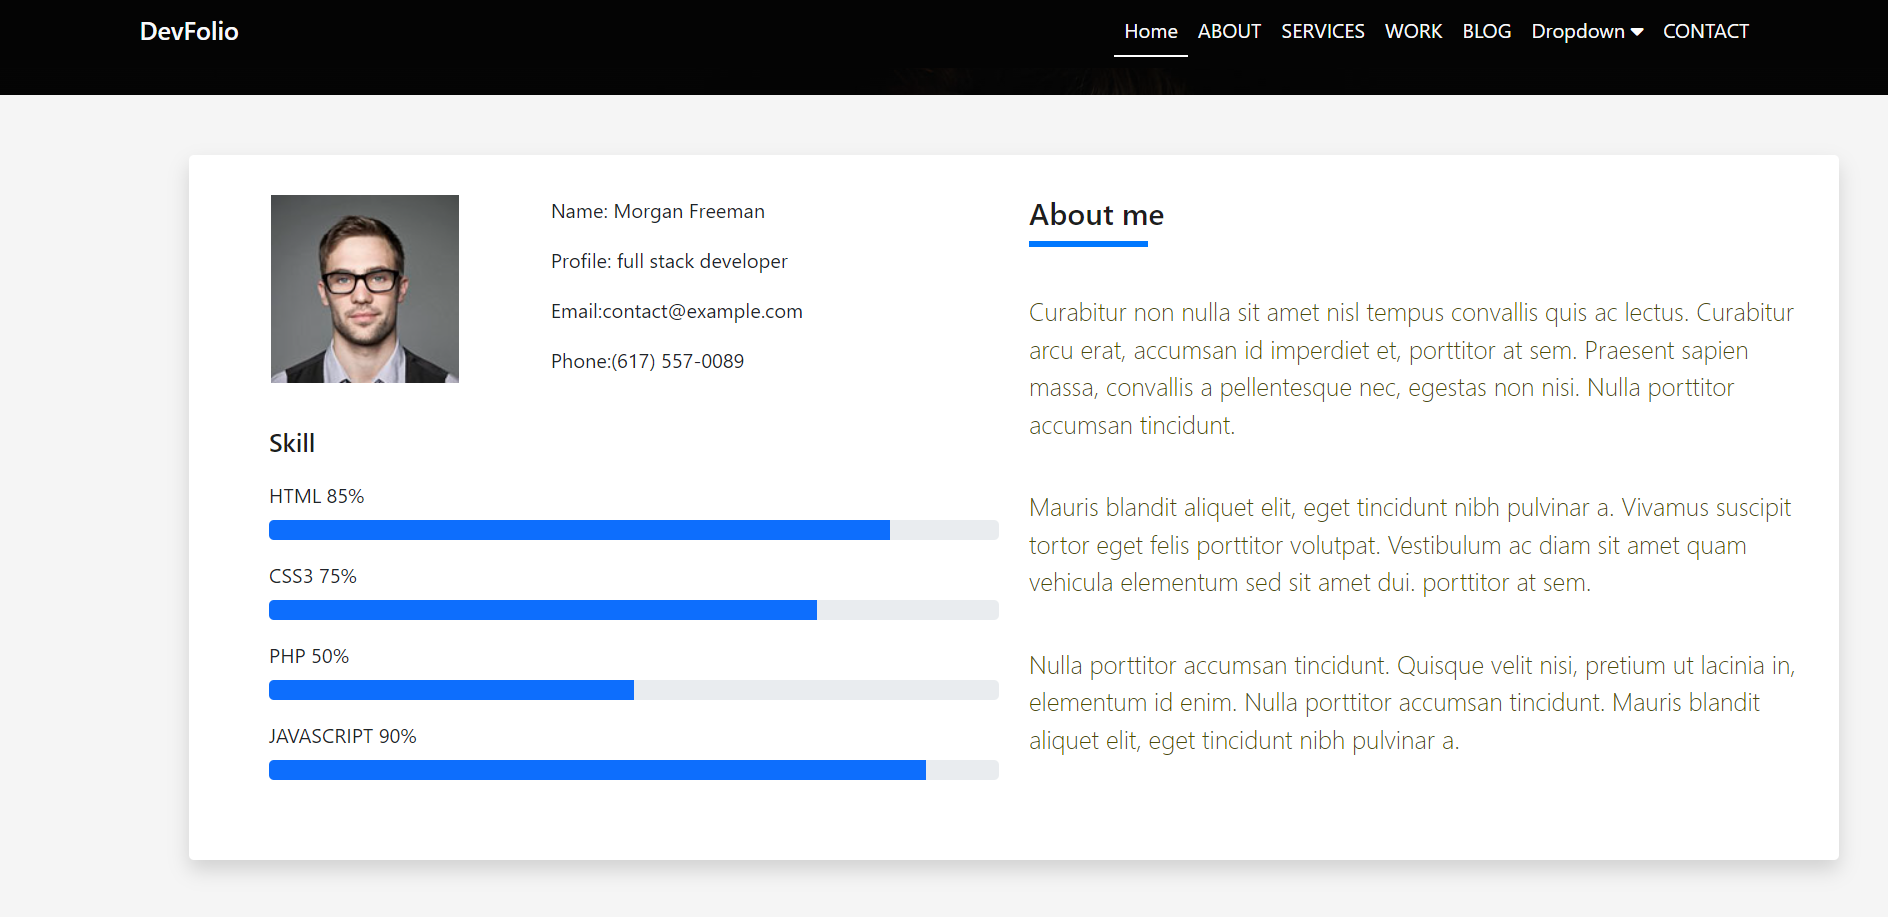 DevFolio
Home ABOUT SERVICES WORK BLOG Dropdown CONTACT
Name: Morgan Freeman
Profile: full stack developer
Email:contact@example.com
Phone:(617) 557-0089
Skill
HTML 85%
CSS3 75%
PHP 50%
JAVASCRIPT 90%
About me
Curabitur non nulla sit amet nisl tempus convallis quis ac lectus. Curabitur
arcu erat, accumsan id imperdiet et, porttitor at sem. Praesent sapien
massa, convallis a pellentesque nec, egestas non nisi. Nulla porttitor
accumsan tincidunt.
Mauris blandit aliquet elit, eget tincidunt nibh pulvinar a. Vivamus suscipit
tortor eget felis porttitor volutpat. Vestibulum ac diam sit amet quam
vehicula elementum sed sit amet dui. porttitor at sem.
Nulla porttitor accumsan tincidunt. Quisque velit nisi, pretium ut lacinia in,
elementum id enim. Nulla porttitor accumsan tincidunt. Mauris blandit
aliquet elit, eget tincidunt nibh pulvinar a.